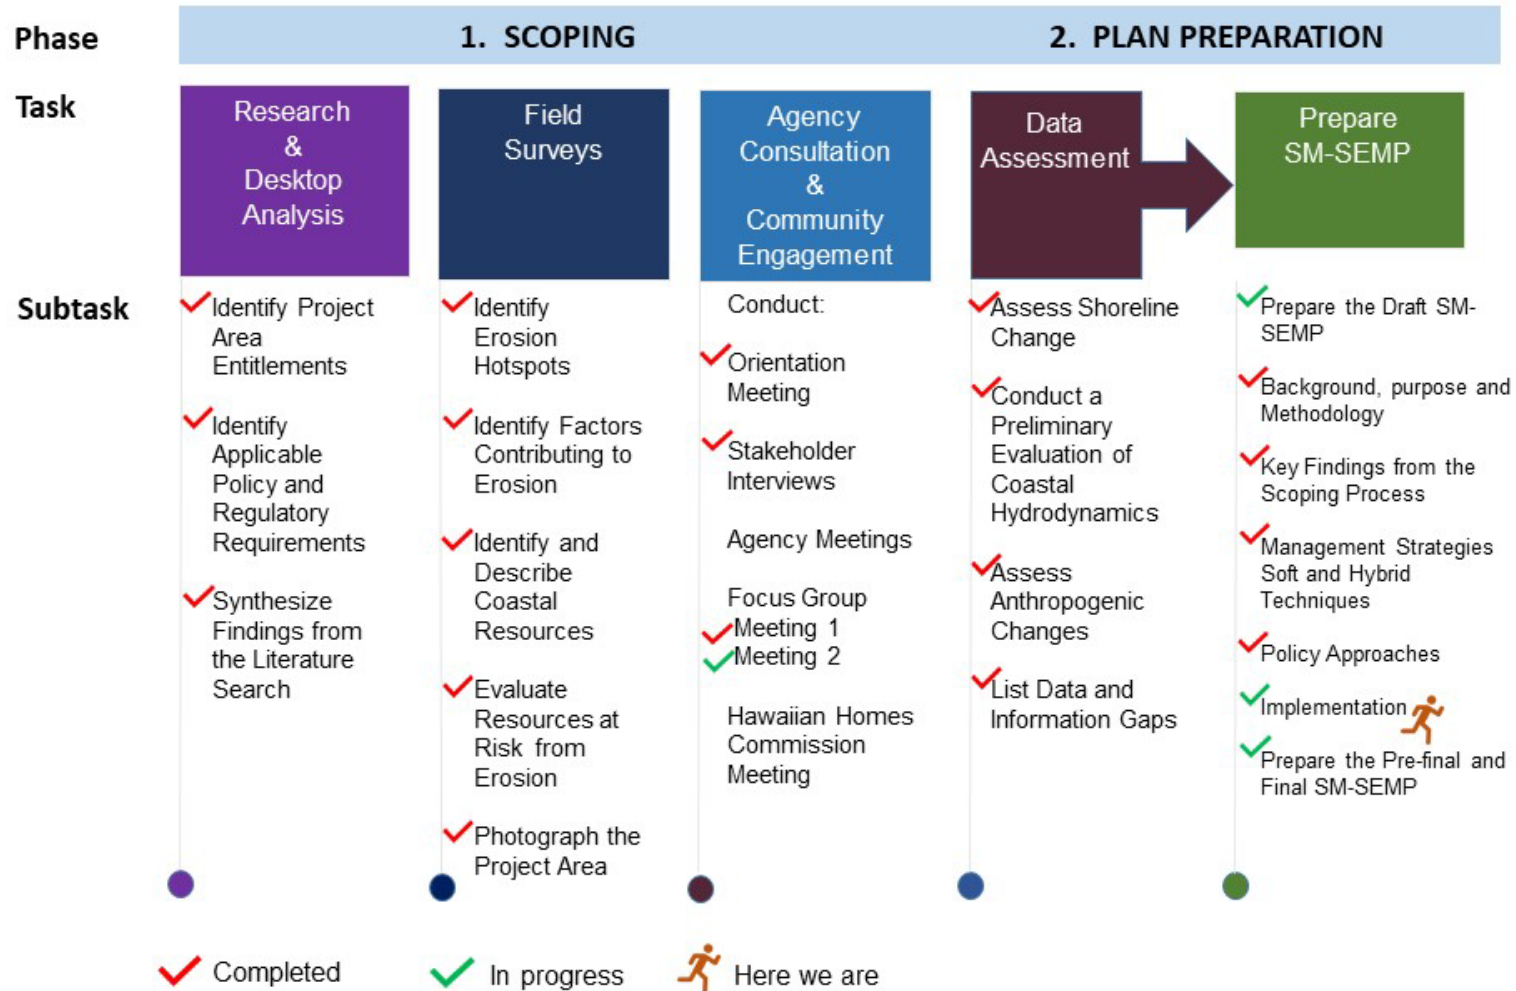 Phase
1. SCOPING
2. PLAN PREPARATION
Task
Research
&
Desktop
Analysis
Field
Surveys
Agency
Consultation
&
Community
Engagement
Data
Assessment
Prepare
SM-SEMP
Subtask
Identify Project
Area
Entitlements
Identify
Applicable
Policy and
Regulatory
Requirements
Synthesize
Findings from
the Literature
Search
Identify
Erosion
Hotspots
Identify Factors
Contributing to
Erosion
Identify and
Describe
Coastal
Resources
Evaluate
Resources at
Risk from
Erosion
Photograph the
Project Area
Conduct:
Orientation
Meeting
Stakeholder
Interviews
Agency Meetings
Focus Group
Meeting 1
Meeting 2
Hawaiian Homes
Commission
Meeting
Assess Shoreline
Change
Conduct a
Preliminary
Evaluation of
Coastal
Hydrodynamics
Assess
Anthropogenic
Changes
List Data and
Information Gaps
Prepare the Draft SM-
SEMP
Background, purpose and
Methodology
Key Findings from the
Scoping Process
Management Strategies
Soft and Hybrid
Techniques
Policy Approaches
Implementation
Prepare the Pre-final and
Final SM-SEMP
Completed
In progress
Here we are